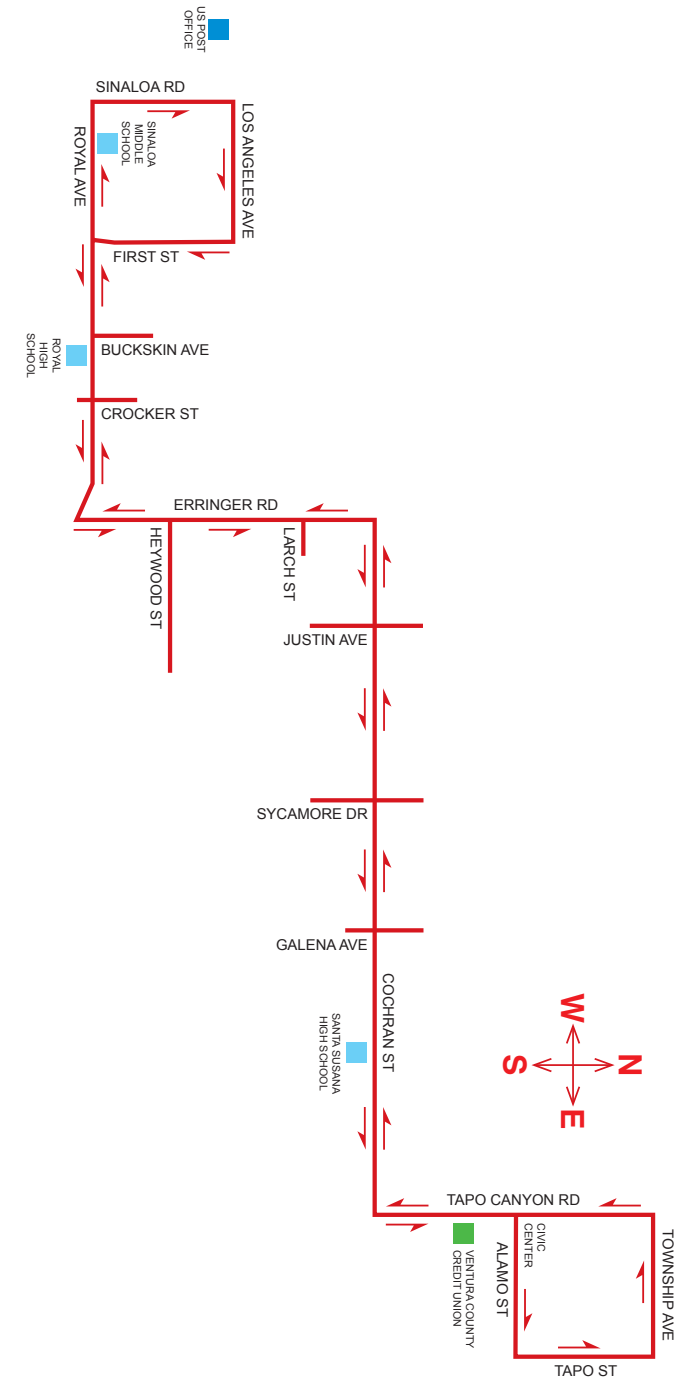 US POST
OFFICE
SINALOA RD
LOS ANGELES AVE
ROYAL AVE
SINALOA
MIDDLE
SCHOOL
FIRST ST
ROYAL
HIGH
SCHOOL
BUCKSKIN AVE
CROCKER ST
ERRINGER RD
HEYWOOD ST
LARCH ST
JUSTIN AVE
SYCAMORE DR
GALENA AVE
COCHRAN ST
SANTA SUSANA
HIGH SCHOOL
W
N
S
E
TAPO CANYON RD
CIVIC
CENTER
ALAMO ST
VENTURA COUNTY
CREDIT UNION
TOWNSHIP AVE
TAPO ST